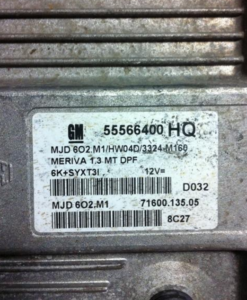 GM 55566400 HQ
MJD 6O2.M1/HW04D/3324-M160
MERIVA 1.3 MT DPF
6K+SYXT3I 12V=
D032
MJD 6O2.M1 71600.135.05
8C27